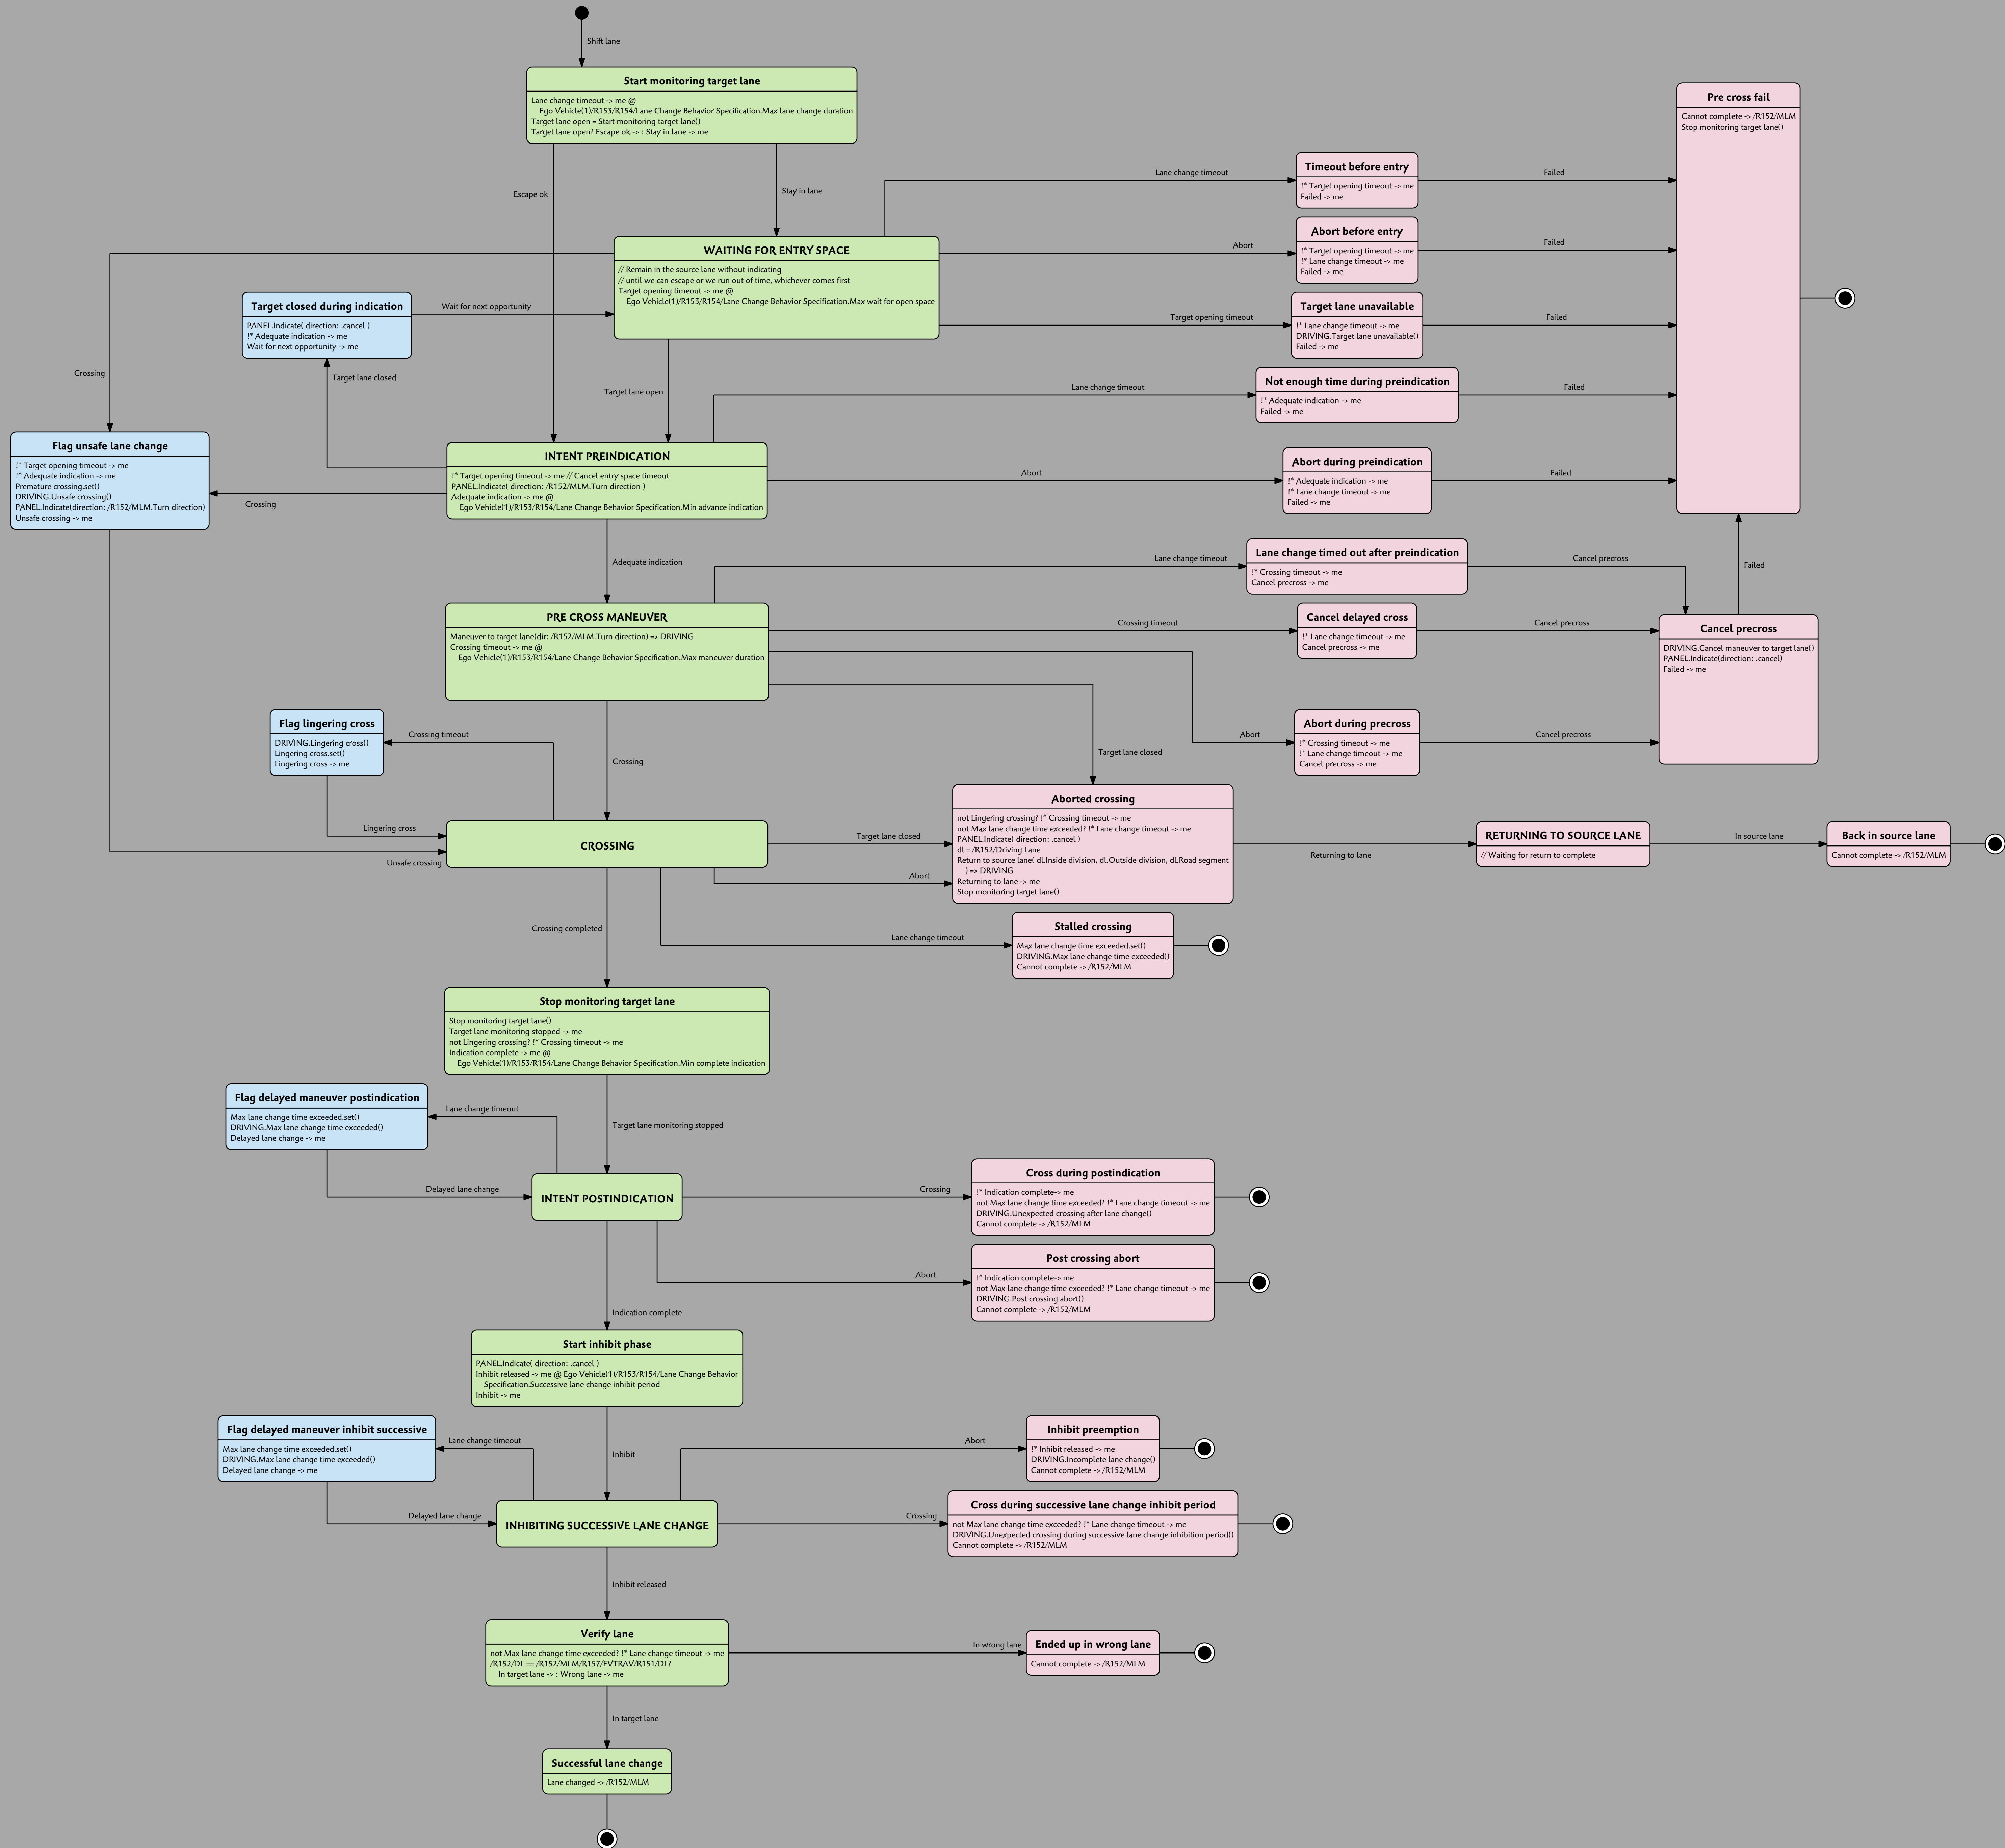 Shift lane
Start monitoring target lane
Lane change timeout -> me @
Ego Vehicle(1)/R153/R154/Lane Change Behavior Specification.Max lane change duration
Target lane open = Start monitoring target lane()
Target lane open? Escape ok -> : Stay in lane -> me
Pre cross fail
Cannot complete -> /R152/MLM
Stop monitoring target lane()
Escape ok
Stay in lane
Lane change timeout
Timeout before entry
!* Target opening timeout -> me
Failed -> me
Failed
WAITING FOR ENTRY SPACE
// Remain in the source lane without indicating
// until we can escape or we run out of time, whichever comes first
Target opening timeout -> me @
Ego Vehicle(1)/R153/R154/Lane Change Behavior Specification.Max wait for open space
Abort
Abort before entry
!* Target opening timeout -> me
!* Lane change timeout -> me
Failed -> me
Failed
Target closed during indication
PANEL.Indicate( direction: .cancel )
!* Adequate indication -> me
Wait for next opportunity -> me
Wait for next opportunity
Target opening timeout
Target lane unavailable
!* Lane change timeout -> me
DRIVING.Target lane unavailable()
Failed -> me
Failed
Crossing
Target lane closed
Target lane open
Lane change timeout
Not enough time during preindication
!* Adequate indication -> me
Failed -> me
Failed
Flag unsafe lane change
!* Target opening timeout -> me
!* Adequate indication -> me
Premature crossing.set()
DRIVING.Unsafe crossing()
PANEL.Indicate(direction: /R152/MLM.Turn direction)
Unsafe crossing -> me
Crossing
INTENT PREINDICATION
!* Target opening timeout -> me // Cancel entry space timeout
PANEL.Indicate( direction: /R152/MLM.Turn direction )
Adequate indication -> me @
Ego Vehicle(1)/R153/R154/Lane Change Behavior Specification.Min advance indication
Abort
Abort during preindication
!* Adequate indication -> me
!* Lane change timeout -> me
Failed -> me
Failed
Adequate indication
Lane change timeout
Lane change timed out after preindication
!* Crossing timeout -> me
Cancel precross -> me
Cancel precross
Failed
PRE CROSS MANEUVER
Maneuver to target lane(dir: /R152/MLM.Turn direction) => DRIVING
Crossing timeout -> me @
Ego Vehicle(1)/R153/R154/Lane Change Behavior Specification.Max maneuver duration
Crossing timeout
Cancel delayed cross
!* Lane change timeout -> me
Cancel precross -> me
Cancel precross
Cancel precross
DRIVING.Cancel maneuver to target lane()
PANEL.Indicate(direction: .cancel)
Failed -> me
Flag lingering cross
DRIVING.Lingering cross()
Lingering cross.set()
Lingering cross -> me
Crossing timeout
Crossing
Target lane closed
Abort
Abort during precross
!* Crossing timeout -> me
!* Lane change timeout -> me
Cancel precross -> me
Cancel precross
Lingering cross
Unsafe crossing
CROSSING
Target lane closed
Abort
Aborted crossing
not Lingering crossing? !* Crossing timeout -> me
not Max lane change time exceeded? !* Lane change timeout -> me
PANEL.Indicate( direction: .cancel )
dl = /R152/Driving Lane
Return to source lane( dl.Inside division, dl.Outside division, dl.Road segment
) => DRIVING
Returning to lane -> me
Stop monitoring target lane()
Returning to lane
RETURNING TO SOURCE LANE
// Waiting for return to complete
In source lane
Back in source lane
Cannot complete -> /R152/MLM
Crossing completed
Lane change timeout
Stalled crossing
Max lane change time exceeded.set()
DRIVING.Max lane change time exceeded()
Cannot complete -> /R152/MLM
Stop monitoring target lane
Stop monitoring target lane()
Target lane monitoring stopped -> me
not Lingering crossing? !* Crossing timeout -> me
Indication complete -> me @
Ego Vehicle(1)/R153/R154/Lane Change Behavior Specification.Min complete indication
Flag delayed maneuver postindication
Max lane change time exceeded.set()
DRIVING.Max lane change time exceeded()
Delayed lane change -> me
Lane change timeout
Target lane monitoring stopped
Delayed lane change
INTENT POSTINDICATION
Crossing
Cross during postindication
!* Indication complete-> me
not Max lane change time exceeded? !* Lane change timeout -> me
DRIVING.Unexpected crossing after lane change()
Cannot complete -> /R152/MLM
Abort
Post crossing abort
!* Indication complete-> me
not Max lane change time exceeded? !* Lane change timeout -> me
DRIVING.Post crossing abort()
Cannot complete -> /R152/MLM
Indication complete
Start inhibit phase
PANEL.Indicate( direction: .cancel )
Inhibit released -> me @ Ego Vehicle(1)/R153/R154/Lane Change Behavior
Specification.Successive lane change inhibit period
Inhibit -> me
Flag delayed maneuver inhibit successive
Max lane change time exceeded.set()
DRIVING.Max lane change time exceeded()
Delayed lane change -> me
Lane change timeout
Inhibit
Abort
Inhibit preemption
!* Inhibit released -> me
DRIVING.Incomplete lane change()
Cannot complete -> /R152/MLM
Delayed lane change
INHIBITING SUCCESSIVE LANE CHANGE
Crossing
Cross during successive lane change inhibit period
not Max lane change time exceeded? !* Lane change timeout -> me
DRIVING.Unexpected crossing during successive lane change inhibition period()
Cannot complete -> /R152/MLM
Inhibit released
Verify lane
not Max lane change time exceeded? !* Lane change timeout -> me
/R152/DL == /R152/MLM/R157/EVTRAV/R151/DL?
In target lane -> : Wrong lane -> me
In wrong lane
Ended up in wrong lane
Cannot complete -> /R152/MLM
In target lane
Successful lane change
Lane changed -> /R152/MLM